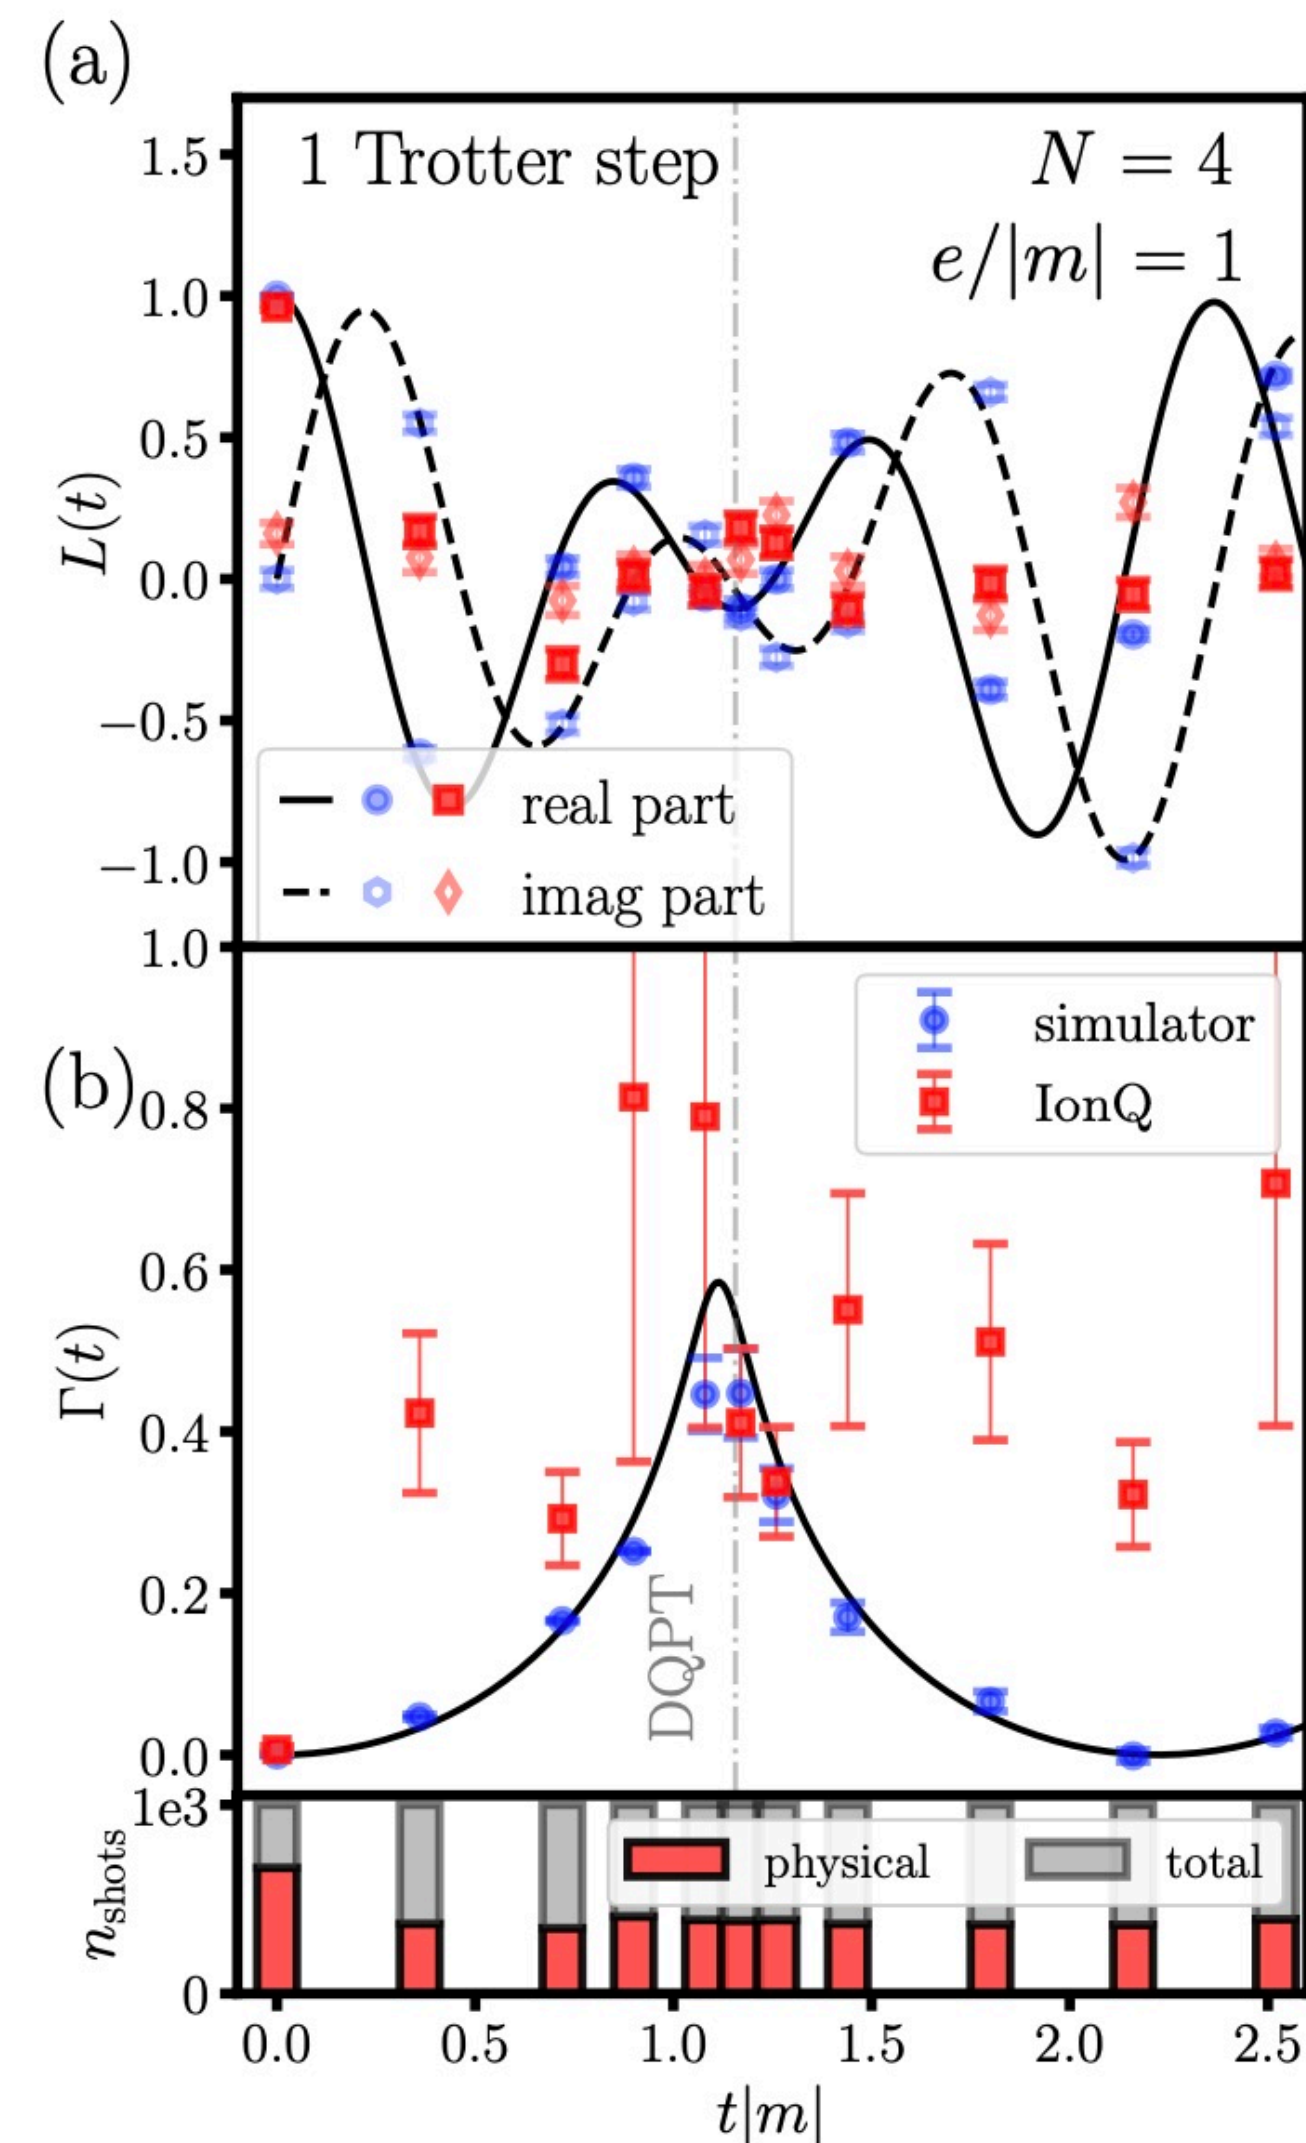 (a)
1 Trotter step
N = 4
e/|m| = 1
1.5
1.0
0.5
0.0
−0.5
−1.0
L(t)
real part
imag part
(b)
1.0
0.8
0.6
0.4
0.2
0.0
Γ(t)
simulator
IonQ
DQPT
1e3
0
n_shots
physical
total
0.0 0.5 1.0 1.5 2.0 2.5
t|m|